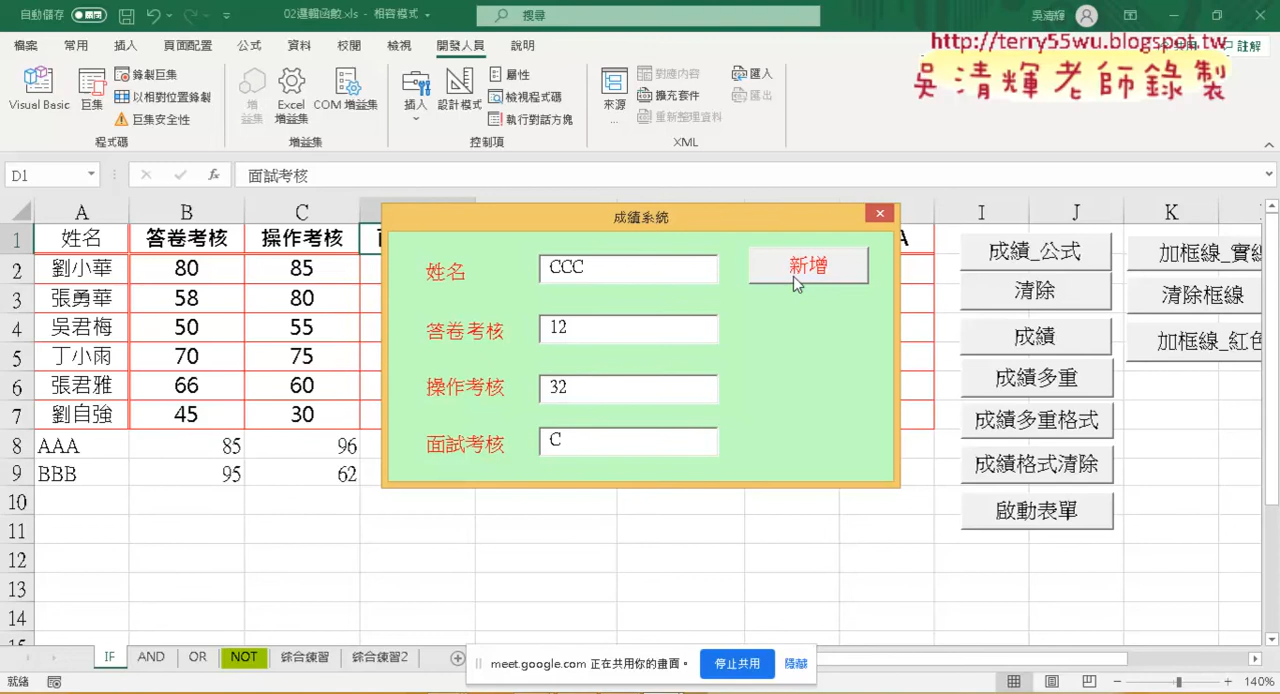 自動儲存 關閉 02邏輯函數.xls - 相容模式 搜尋 吳清輝
檔案 常用 插入 頁面配置 公式 資料 校閱 檢視 開發人員 說明 共用 註解
http://terry55wu.blogspot.tw
吳清輝老師錄製
Visual Basic 巨集 錄製巨集 以相對位置錄製 巨集安全性
增益集 Excel 增益集 COM 增益集
插入 設計模式 屬性 檢視程式碼 執行對話方塊
來源 對應內容 擴充套件 重新整理資料 匯入 匯出
程式碼 增益集 控制項 XML
D1 fx 面試考核
A B C I J K
1 姓名 答卷考核 操作考核
2 劉小華 80 85
3 張勇華 58 80
4 吳君梅 50 55
5 丁小雨 70 75
6 張君雅 66 60
7 劉自強 45 30
8 AAA 85 96
9 BBB 95 62
10
11
12
13
14
成績系統
姓名 CCC 新增
答卷考核 12
操作考核 32
面試考核 C
成績_公式
清除
成績
成績多重
成績多重格式
成績格式清除
啟動表單
加框線_實線
清除框線
加框線_紅色
IF AND OR NOT 綜合練習 綜合練習2
meet.google.com 正在共用你的畫面。 停止共用 隱藏
就緒 140%